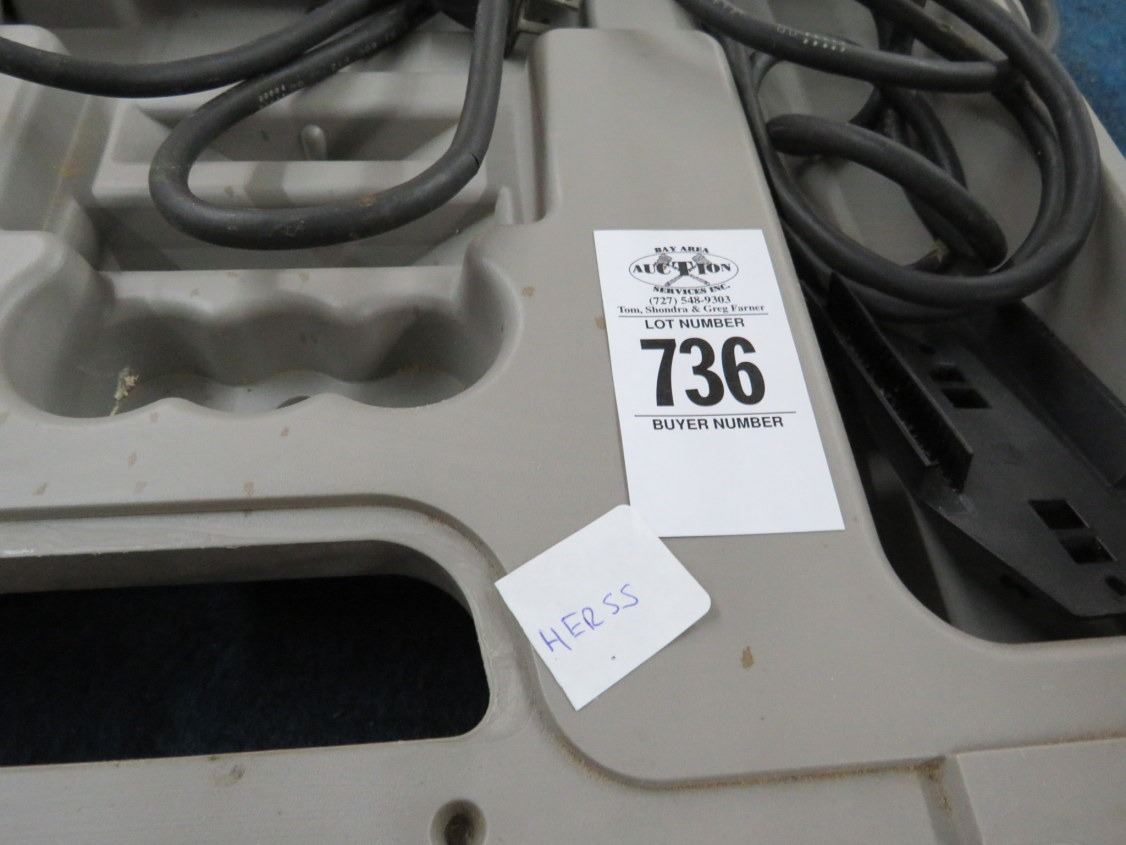 BAY AREA
AUCTION
SERVICES INC.
(727) 548-9303
Tom, Shondra & Greg Farner
LOT NUMBER
736
BUYER NUMBER
HERSS